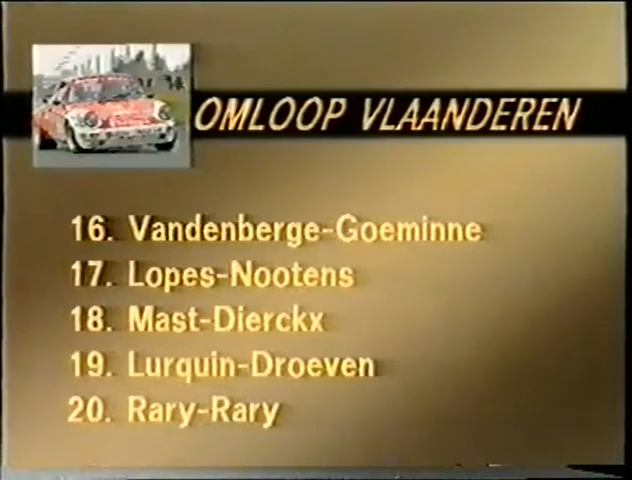 OMLOOP VLAANDEREN
16. Vandenberge-Goeminne
17. Lopes-Nootens
18. Mast-Dierckx
19. Lurquin-Droeven
20. Rary-Rary